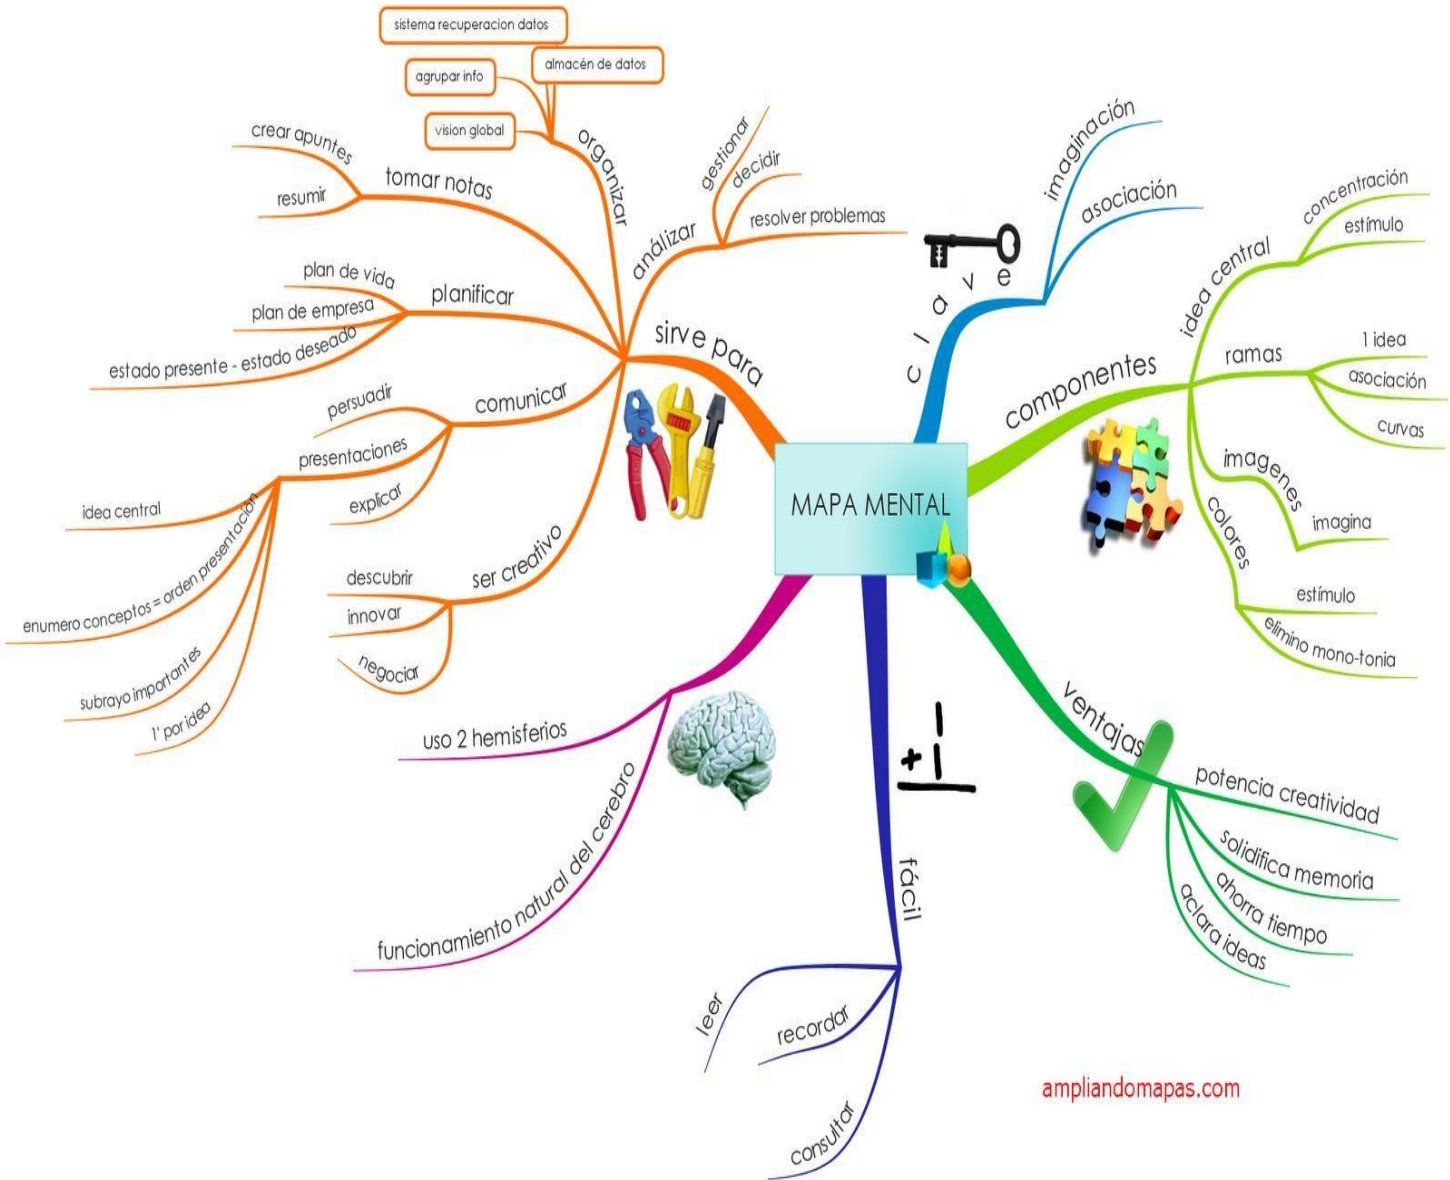 MAPA MENTAL
clave
imaginación
asociación
componentes
idea central
concentración
estímulo
ramas
1 idea
asociación
curvas
imagenes
imagina
colores
estímulo
elimino mono-tonia
ventajas
potencia creatividad
solidifica memoria
ahorra tiempo
aclara ideas
fácil
+1
1
leer
recordar
consultar
uso 2 hemisferios
funcionamiento natural del cerebro
sirve para
análizar
gestionar
decidir
resolver problemas
organizar
sistema recuperacion datos
almacén de datos
agrupar info
vision global
tomar notas
crear apuntes
resumir
planificar
plan de vida
plan de empresa
estado presente - estado deseado
comunicar
persuadir
presentaciones
idea central
enumero conceptos = orden presentación
subrayo importantes
1' por idea
explicar
ser creativo
descubrir
innovar
negociar
ampliandomapas.com